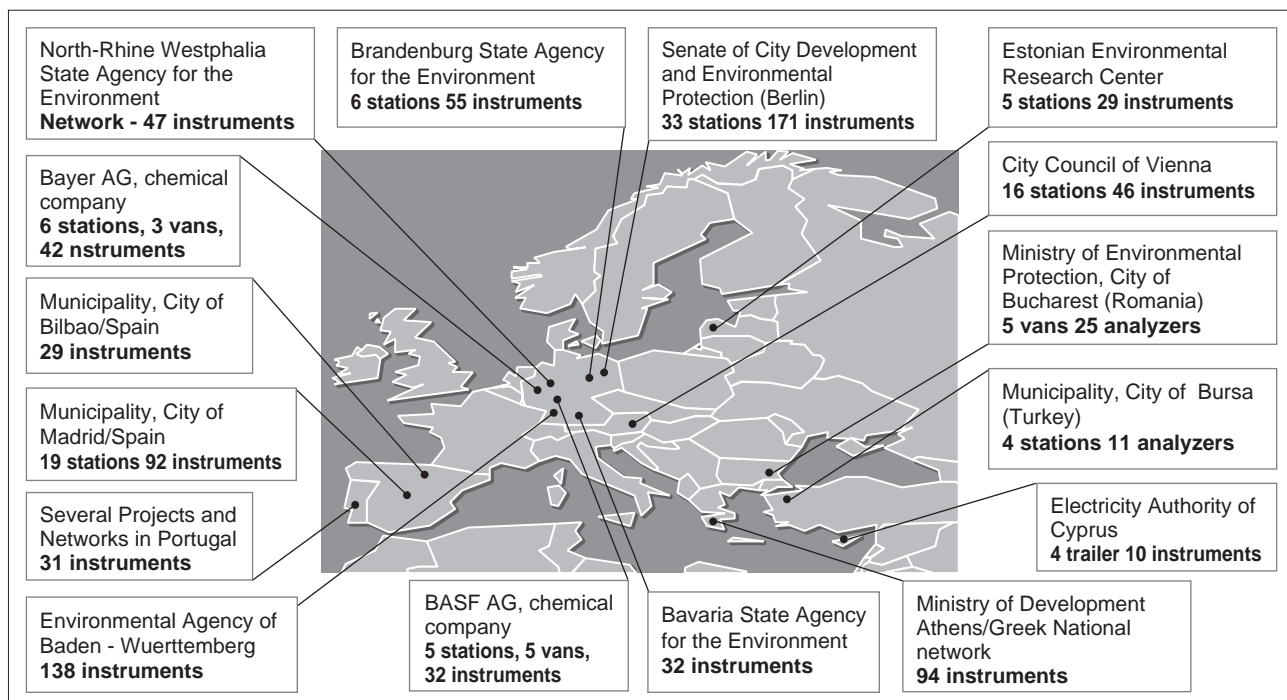 North-Rhine Westphalia
State Agency for the
Environment
Network - 47 instruments
Brandenburg State Agency
for the Environment
6 stations 55 instruments
Senate of City Development
and Environmental
Protection (Berlin)
33 stations 171 instruments
Estonian Environmental
Research Center
5 stations 29 instruments
Bayer AG, chemical
company
6 stations, 3 vans,
42 nstruments
City Council of Vienna
16 stations 46 instruments
Ministry of Environmental
Protection, City of
Bucharest (Romania)
5 vans 25 analyzers
Municipality, City of
Bilbao/Spain
29 instruments
Municipality, City of Bursa
(Turkey)
4 stations 11 analyzers
Municipality, City of
Madrid/Spain
19 stations 92 instruments
Several Projects and
Networks in Portugal
31 instruments
Electricity Authority of
Cyprus
4 trailer 10 instruments
Environmental Agency of
Baden - Wuerttemberg
138 instruments
BASF AG, chemical
company
5 stations, 5 vans,
32 instruments
Bavaria State Agency
for the Environment
32 instruments
Ministry of Development
Athens/Greek National
network
94 instruments